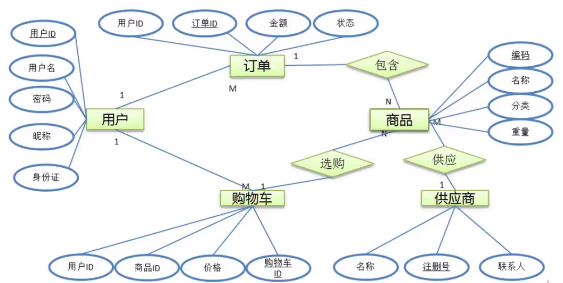 用户ID
订单ID
金额
状态
用户ID
用户名
密码
昵称
身份证
订单
1
包含
编码
名称
分类
重量
1
M
N
用户
商品
M
N
1
选购
供应
M
1
1
购物车
供应商
用户ID
商品ID
价格
购物车
ID
名称
注册号
联系人